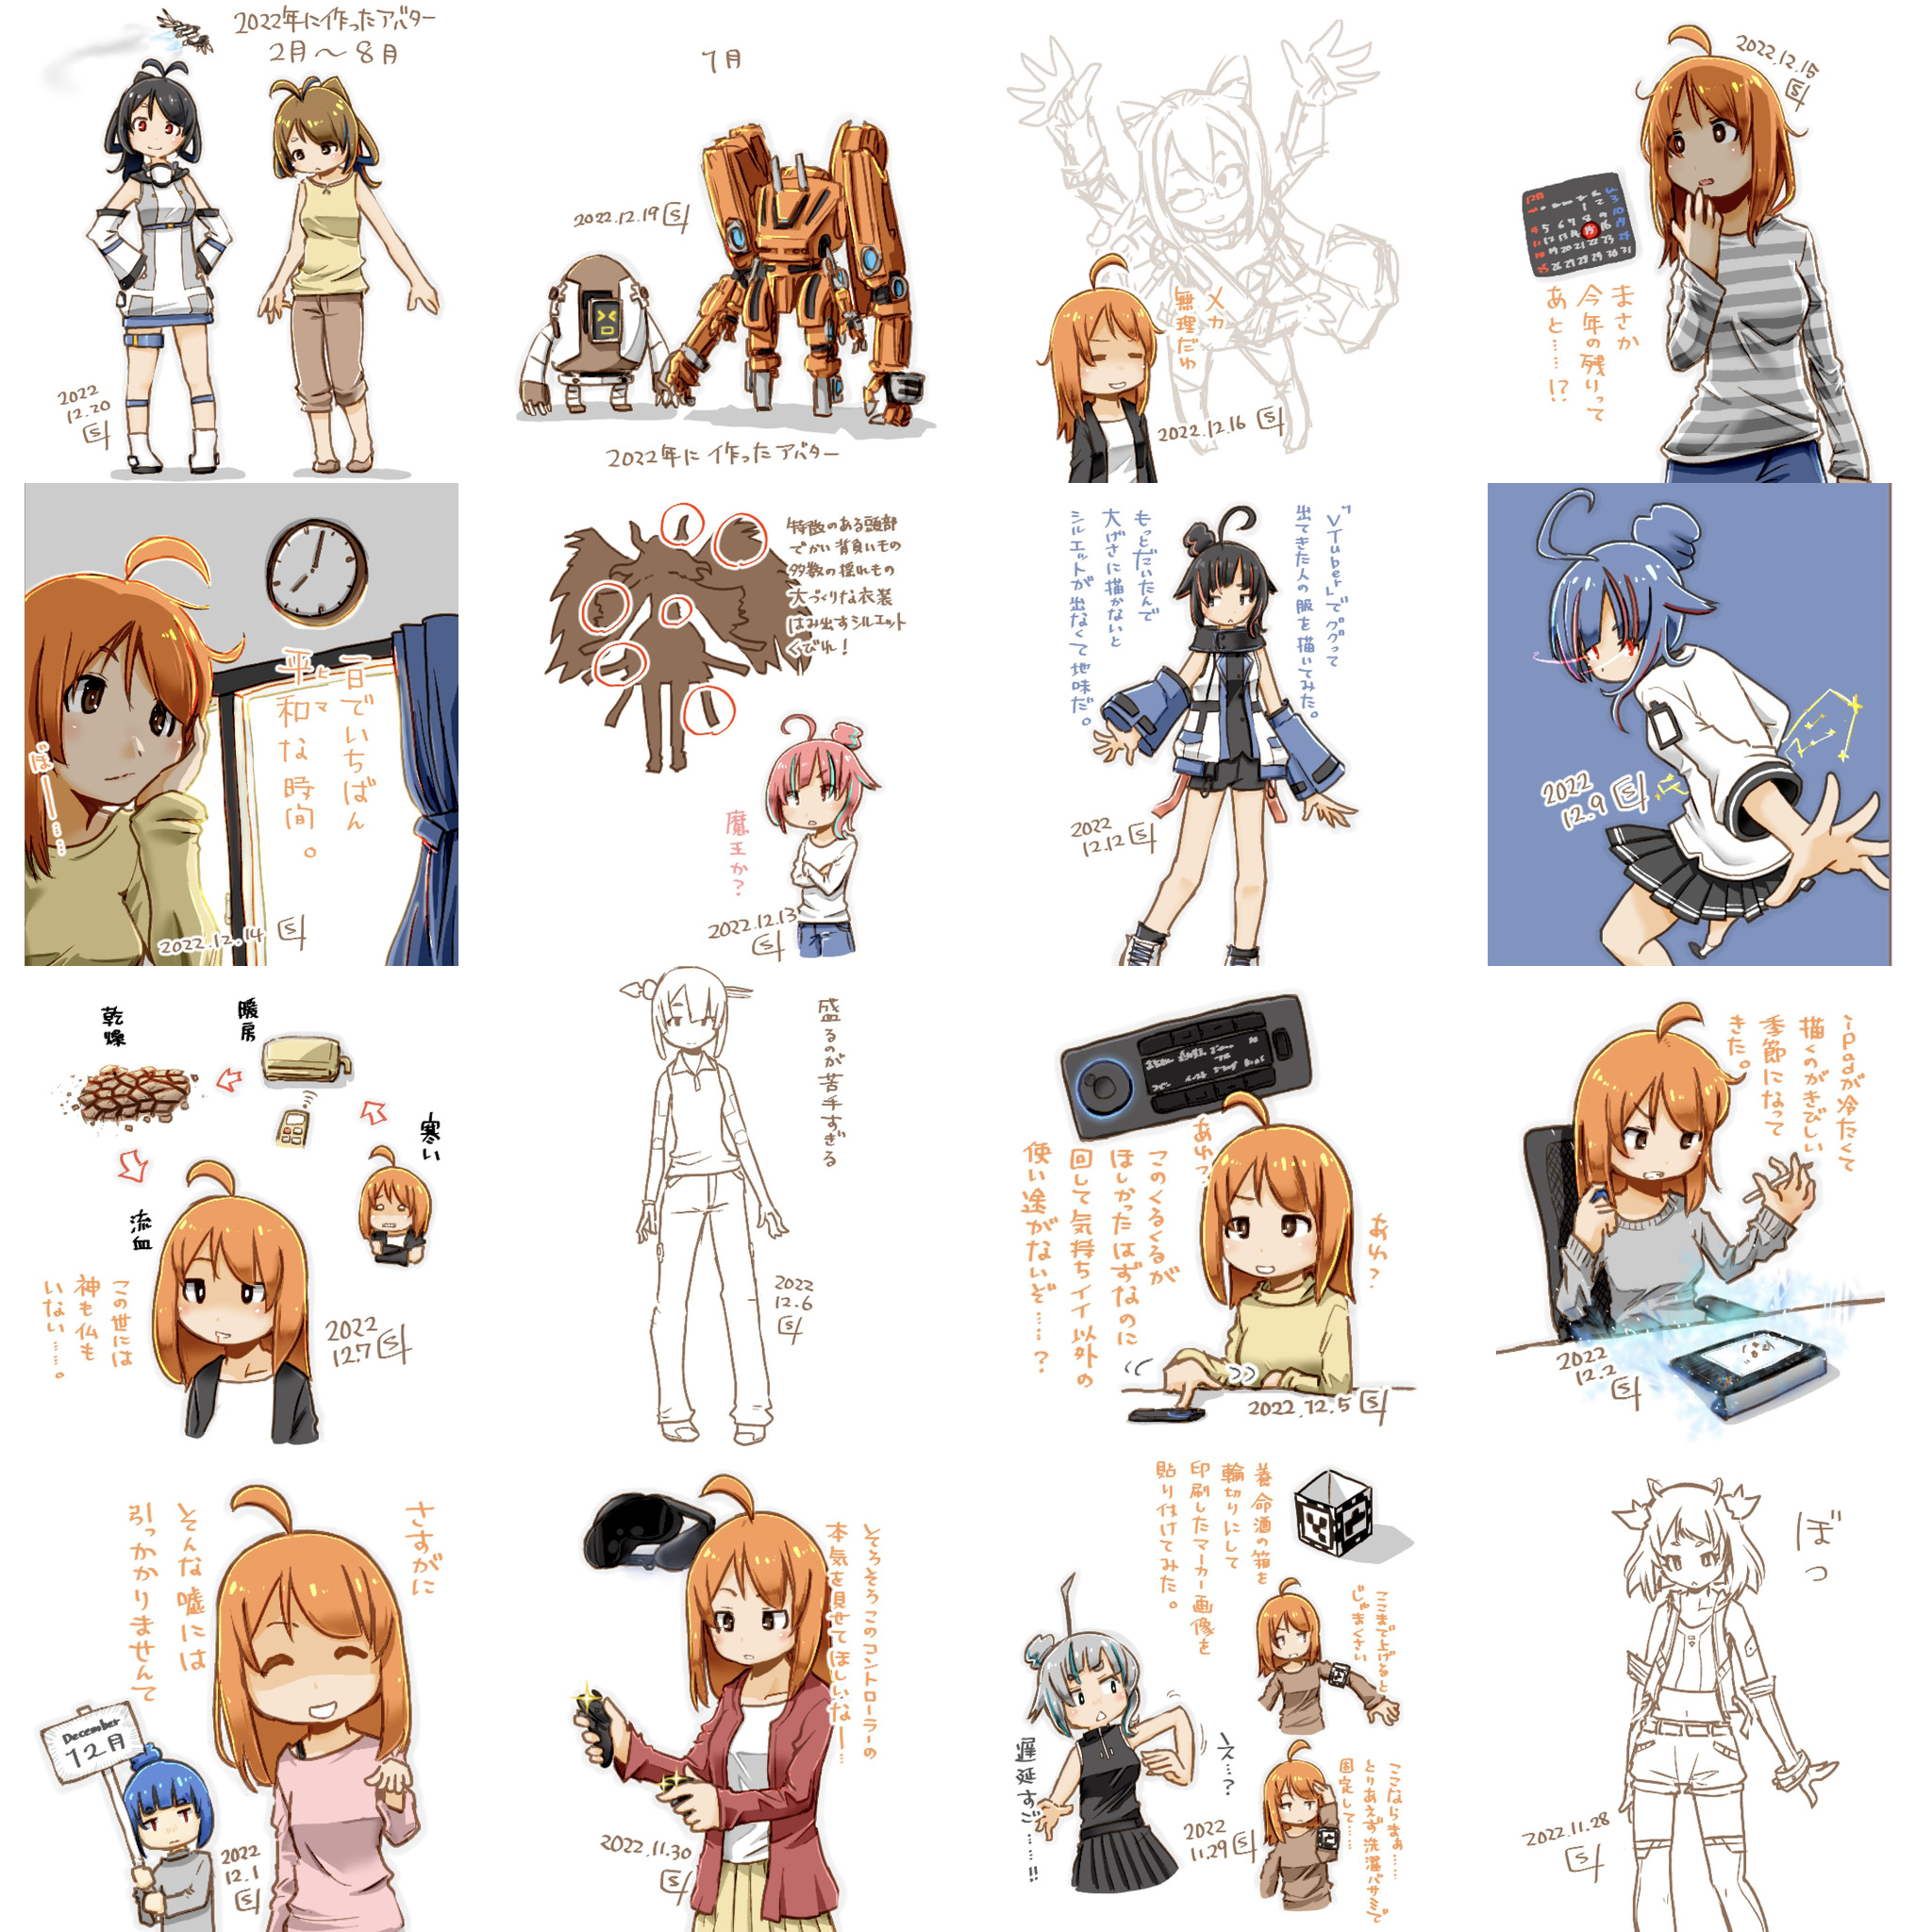 2022年に作ったアバター
2月〜8月
2022
12.20
7月
2022.12.19
2022年に作ったアバター
メカ
無理だわ
2022.12.16
2022.12.15
12月
まさか
今年の残りって
あと……!?
一日でいちばん
平和な時間。
ヒマ
ぼーー……
2022.12.14
特徴のある頭部
でかい背負いもの
多数の揺れもの
大づくりな衣装
はみ出すシルエット
くどい!
魔王か?
2022.12.13
「VTuber」でググって
出てきた人の服を描いてみた。
もっとだいたんで
大げさに描かないと
シルエットが出なくて地味だ。
2022
12.12
2022
12.9
乾燥
暖房
寒い
流血
この世には
神も仏も
いない……。
2022
12.7
盛るのが苦手すぎる
2022
12.6
あれ?
あれ?
このくるくるが
ほしかったはずなのに
回して気持ちイイ以外の
使い途がないぞ……?
2022.12.5
iPadが冷たくて
描くのがきびしい
季節になって
きた。
2022
12.2
さすがに
そんな嘘には
引っかかりませんて
December
12月
2022
12.1
そろそろこのコントローラーの
本気を見せてほしいなー…
2022.11.30
養命酒の箱を
輪切りにして
印刷したマーカー画像を
貼り付けてみた。
ここまで上げると
じゃまくさい
え…?
遅延すご……!!
ここならまぁ……
とりあえず洗濯バサミで
固定して……
2022
11.29
ぼっ
2022.11.28